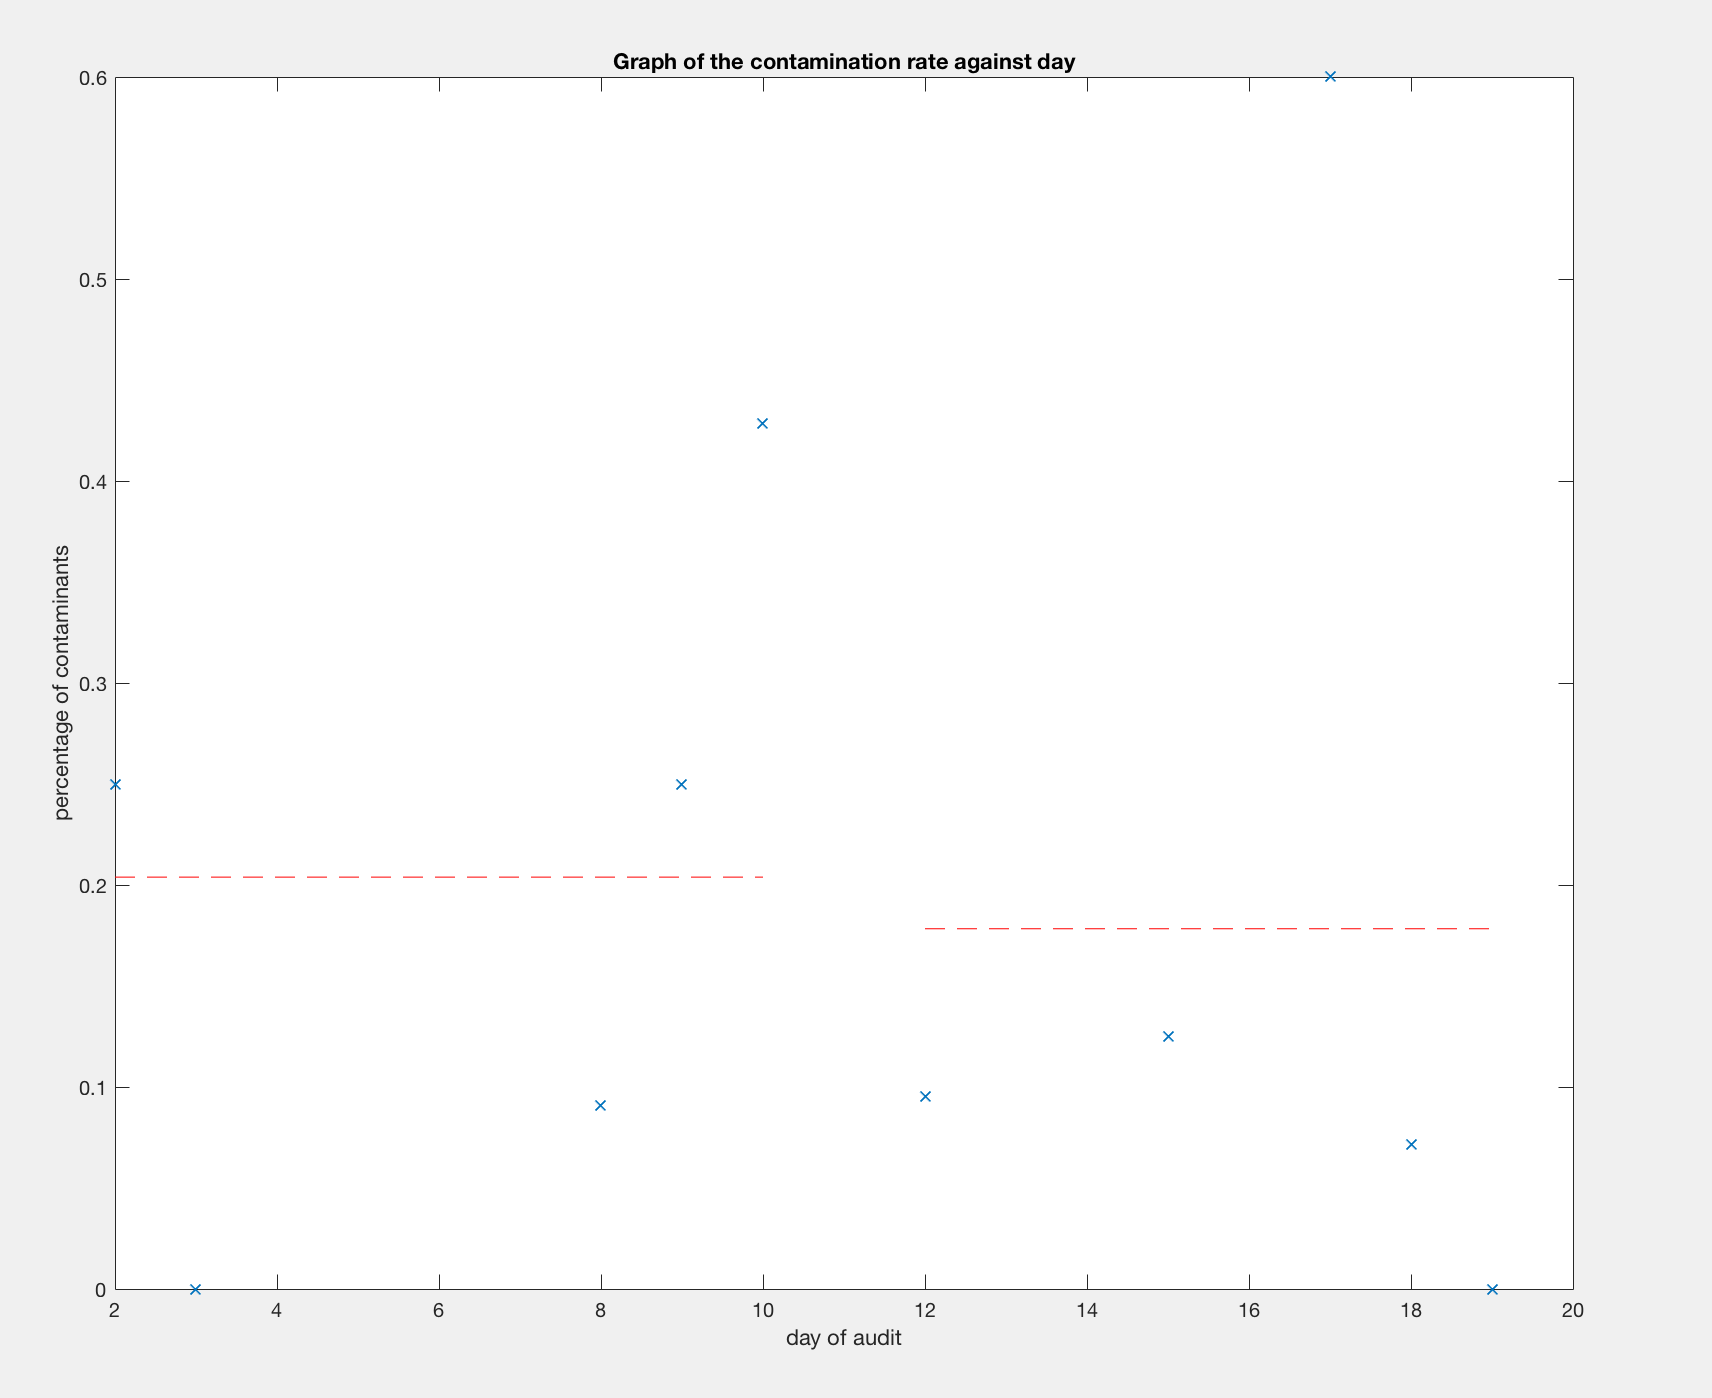 Graph of the contamination rate against day
percentage of contaminants
0.6
0.5
0.4
0.3
0.2
0.1
0
2 4 6 8 10 12 14 16 18 20
day of audit